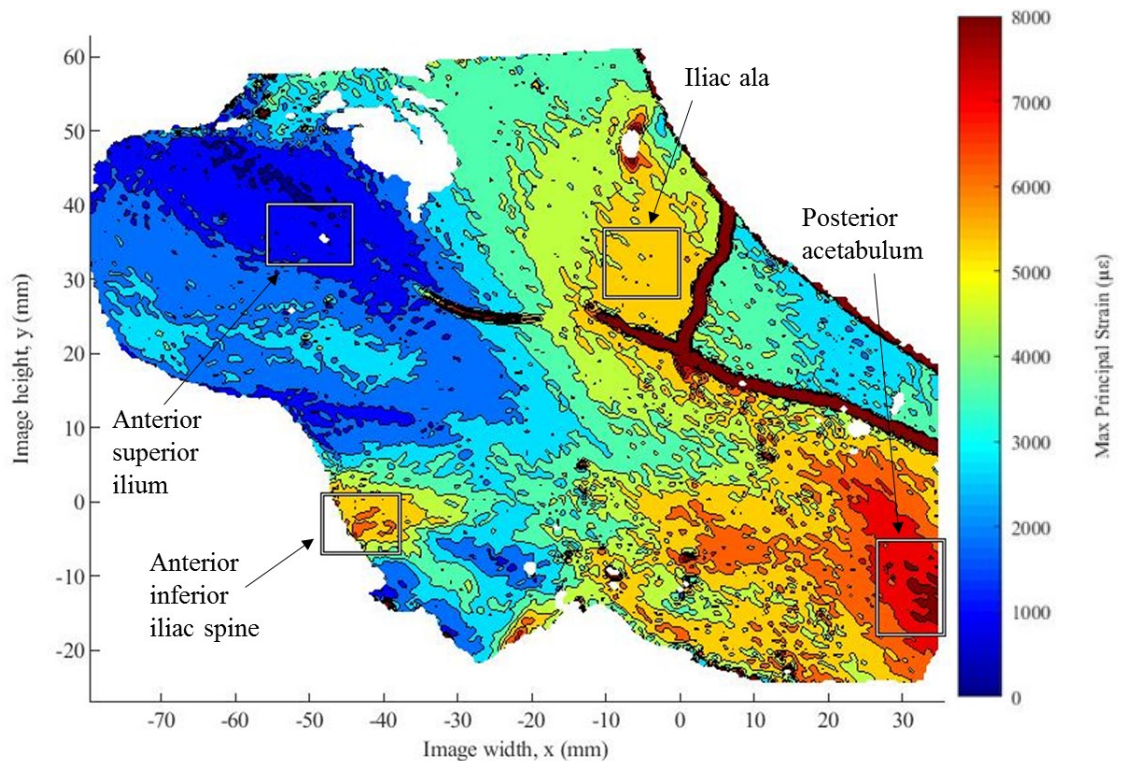 Iliac ala
Posterior
acetabulum
Anterior
superior
ilium
Anterior
inferior
iliac spine
60
50
40
30
20
10
0
-10
-20
Image height, y (mm)
-70 -60 -50 -40 -30 -20 -10 0 10 20 30
Image width, x (mm)
8000
7000
6000
5000
4000
3000
2000
1000
0
Max Principal Strain (με)